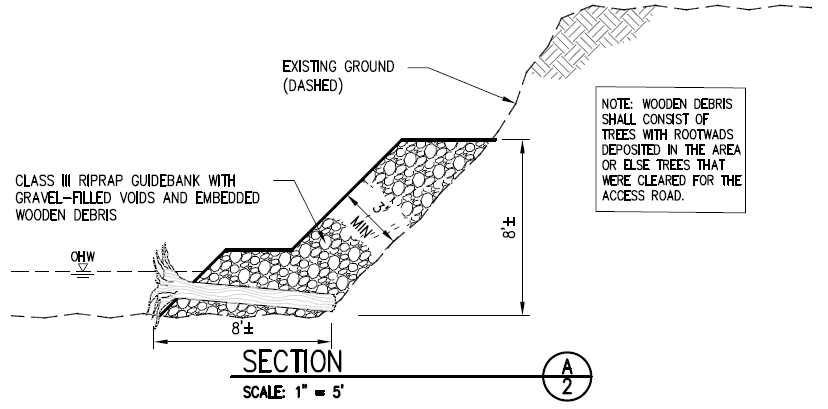 EXISTING GROUND
(DASHED)
NOTE: WOODEN DEBRIS
SHALL CONSIST OF
TREES WITH ROOTWADS
DEPOSITED IN THE AREA
OR ELSE TREES THAT
WERE CLEARED FOR THE
ACCESS ROAD.
CLASS III RIPRAP GUIDEBANK WITH
GRAVEL-FILLED VOIDS AND EMBEDDED
WOODEN DEBRIS
3'
MIN
8'±
OHW
8'±
SECTION
SCALE: 1" = 5'
A
2